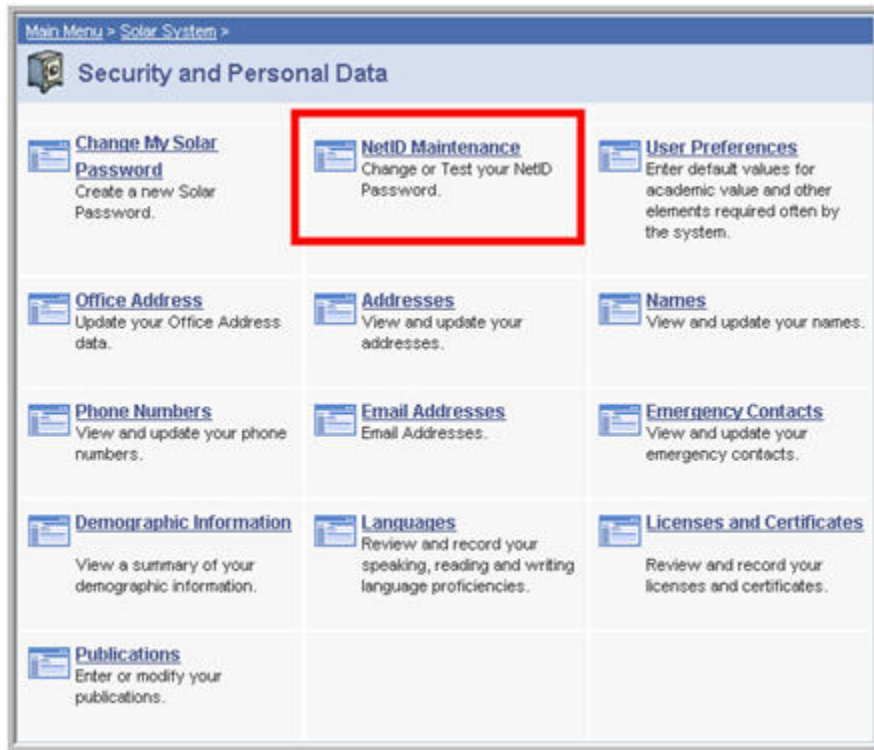 Main Menu > Solar System >
Security and Personal Data
Change My Solar
Password
Create a new Solar
Password.
NetID Maintenance
Change or Test your NetID
Password.
User Preferences
Enter default values for
academic value and other
elements required often by
the system.
Office Address
Update your Office Address
data.
Addresses
View and update your
addresses.
Names
View and update your names.
Phone Numbers
View and update your phone
numbers.
Email Addresses
Email Addresses.
Emergency Contacts
View and update your
emergency contacts.
Demographic Information
View a summary of your
demographic information.
Languages
Review and record your
speaking, reading and writing
language proficiencies.
Licenses and Certificates
Review and record your
licenses and certificates.
Publications
Enter or modify your
publications.